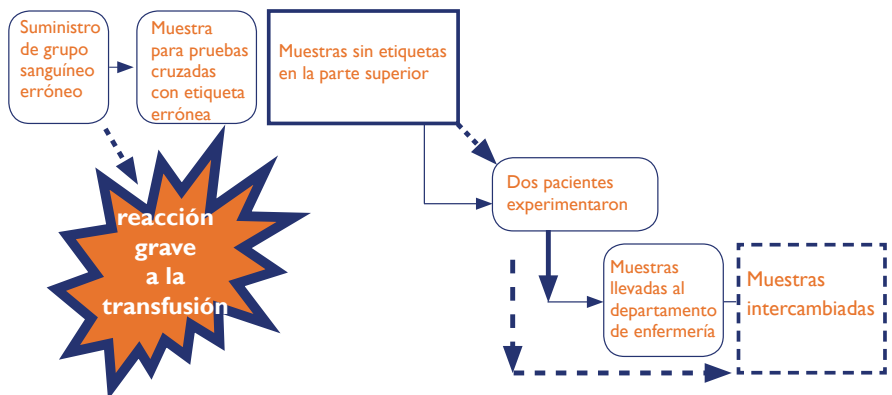 Suministro
de grupo
sanguíneo
erróneo
Muestra
para pruebas
cruzadas
con etiqueta
errónea
Muestras sin etiquetas
en la parte superior
reacción
grave
a la
transfusión
Dos pacientes
experimentaron
Muestras
llevadas al
departamento
de enfermería
Muestras
intercambiadas